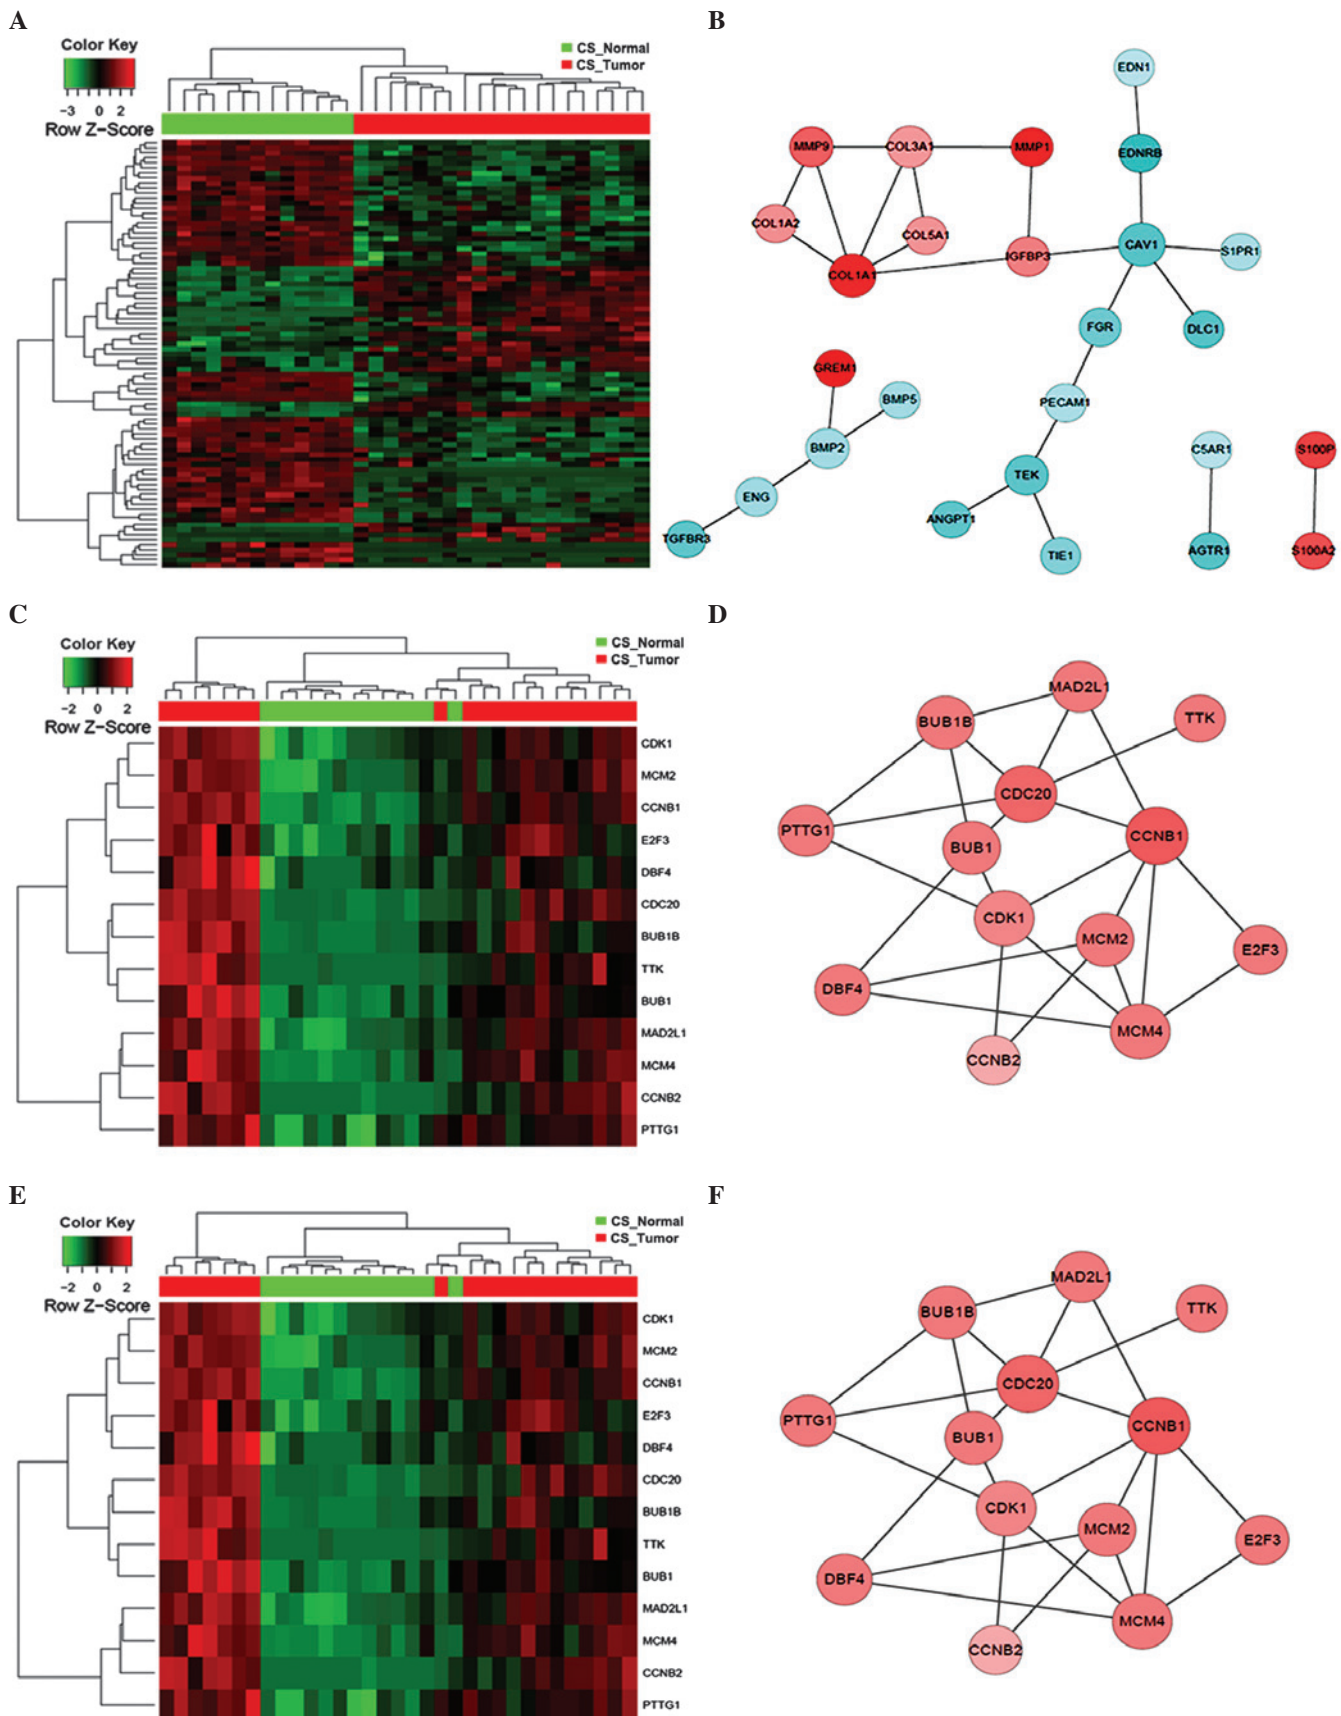 A
Color Key
−3 0 2
Row Z−Score
CS_Normal
CS_Tumor
B
EDN1
EDNRB
MMP9
COL3A1
MMP1
COL1A2
COL5A1
CAV1
S1PR1
IGFBP3
COL1A1
FGR
DLC1
GREM1
BMP5
PECAM1
BMP2
C5AR1
S100P
TEK
ENG
ANGPT1
TGFBR3
TIE1
AGTR1
S100A2
C
Color Key
−2 0 2
Row Z−Score
CS_Normal
CS_Tumor
CDK1
MCM2
CCNB1
E2F3
DBF4
CDC20
BUB1B
TTK
BUB1
MAD2L1
MCM4
CCNB2
PTTG1
D
MAD2L1
BUB1B
TTK
CDC20
PTTG1
CCNB1
BUB1
CDK1
MCM2
E2F3
DBF4
MCM4
CCNB2
E
Color Key
−2 0 2
Row Z−Score
CS_Normal
CS_Tumor
CDK1
MCM2
CCNB1
E2F3
DBF4
CDC20
BUB1B
TTK
BUB1
MAD2L1
MCM4
CCNB2
PTTG1
F
MAD2L1
BUB1B
TTK
CDC20
PTTG1
CCNB1
BUB1
CDK1
MCM2
E2F3
DBF4
MCM4
CCNB2